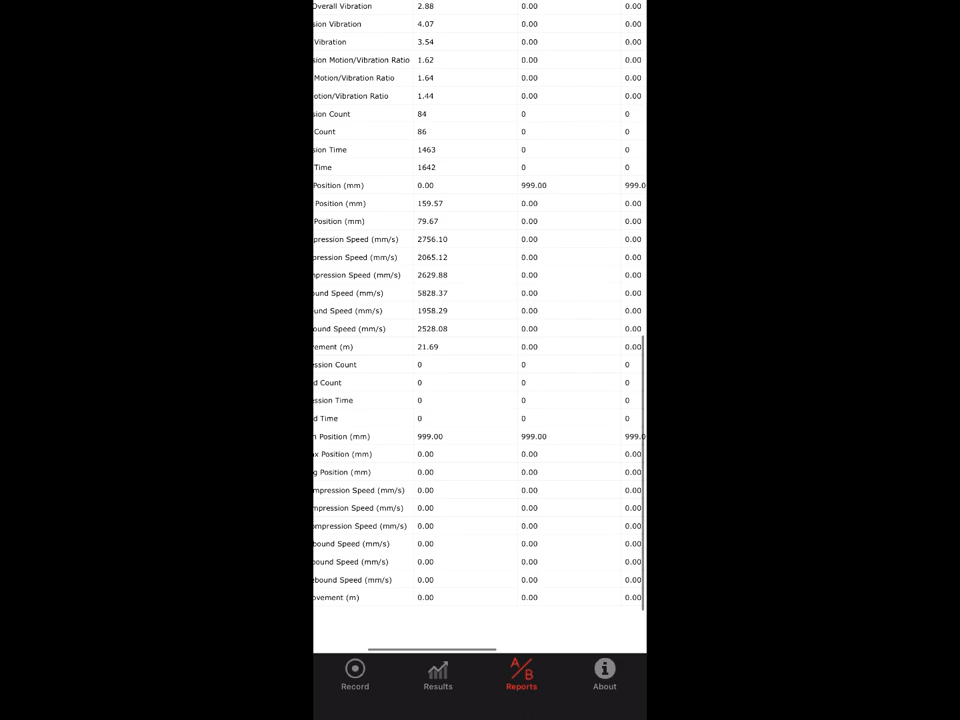 Overall Vibration 2.88 0.00 0.00
sion Vibration 4.07 0.00 0.00
Vibration 3.54 0.00 0.00
sion Motion/Vibration Ratio 1.62 0.00 0.00
Motion/Vibration Ratio 1.64 0.00 0.00
otion/Vibration Ratio 1.44 0.00 0.00
sion Count 84 0 0
Count 86 0 0
sion Time 1463 0 0
Time 1642 0 0
Position (mm) 0.00 999.00 999.0
Position (mm) 159.57 0.00 0.00
Position (mm) 79.67 0.00 0.00
pression Speed (mm/s) 2756.10 0.00 0.00
pression Speed (mm/s) 2065.12 0.00 0.00
npression Speed (mm/s) 2629.88 0.00 0.00
ound Speed (mm/s) 5828.37 0.00 0.00
und Speed (mm/s) 1958.29 0.00 0.00
ound Speed (mm/s) 2528.08 0.00 0.00
vement (m) 21.69 0.00 0.00
ession Count 0 0 0
d Count 0 0 0
ession Time 0 0 0
d Time 0 0 0
n Position (mm) 999.00 999.00 999.0
ax Position (mm) 0.00 0.00 0.00
g Position (mm) 0.00 0.00 0.00
mpression Speed (mm/s) 0.00 0.00 0.00
mpression Speed (mm/s) 0.00 0.00 0.00
ompression Speed (mm/s) 0.00 0.00 0.00
bound Speed (mm/s) 0.00 0.00 0.00
bound Speed (mm/s) 0.00 0.00 0.00
ebound Speed (mm/s) 0.00 0.00 0.00
ovement (m) 0.00 0.00 0.00
A/B
Record Results Reports About